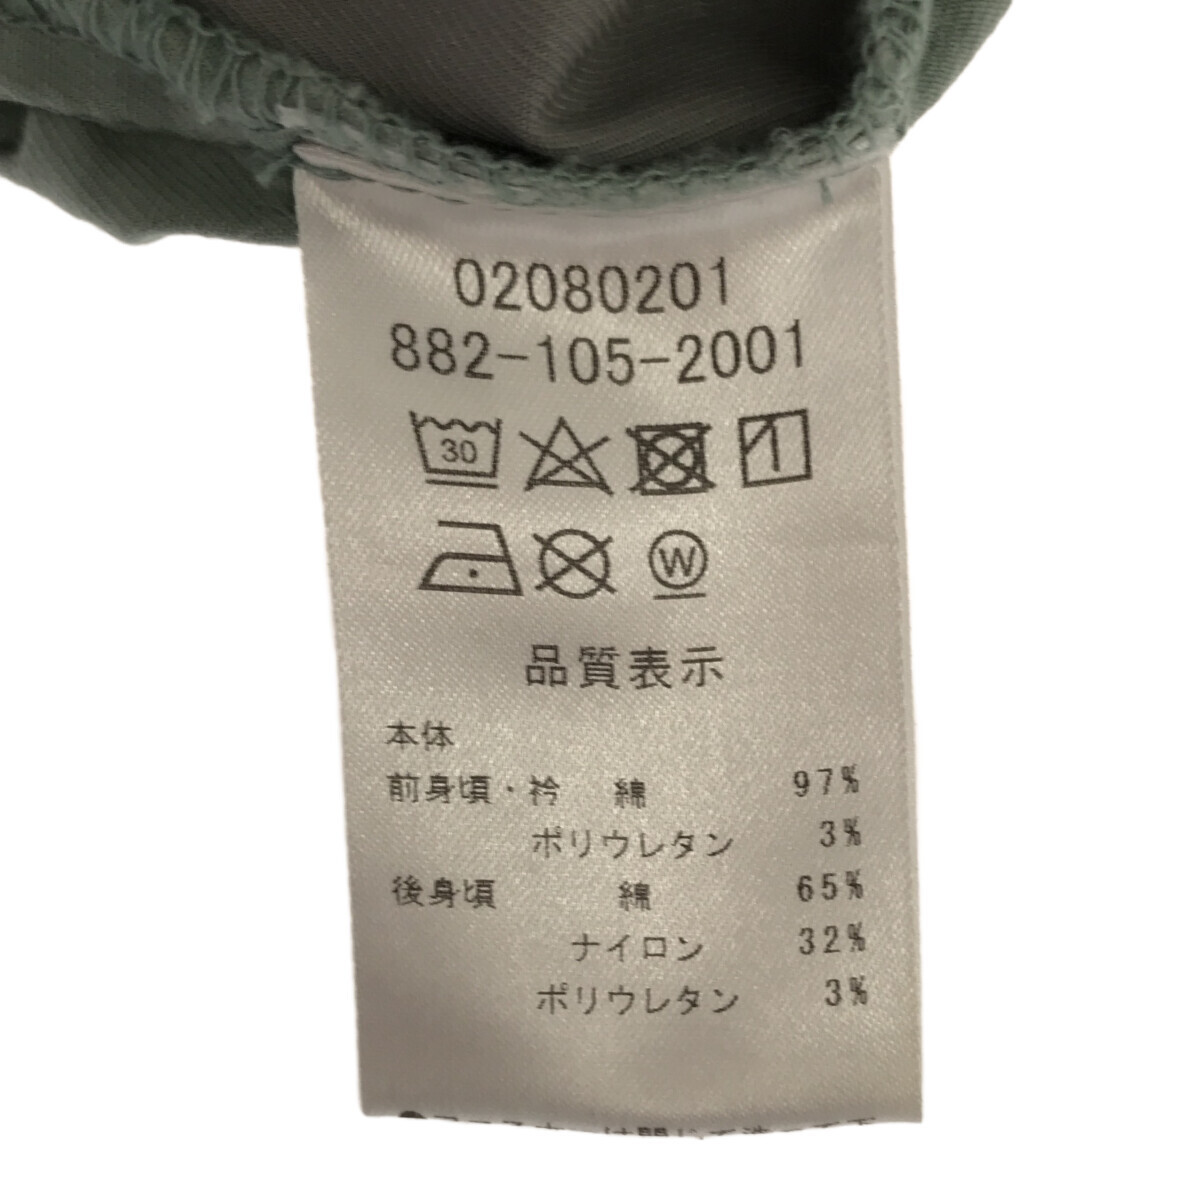 02080201
882-105-2001
30
W
品質表示
本体
前身頃・衿 綿 97%
ポリウレタン 3%
後身頃 綿 65%
ナイロン 32%
ポリウレタン 3%